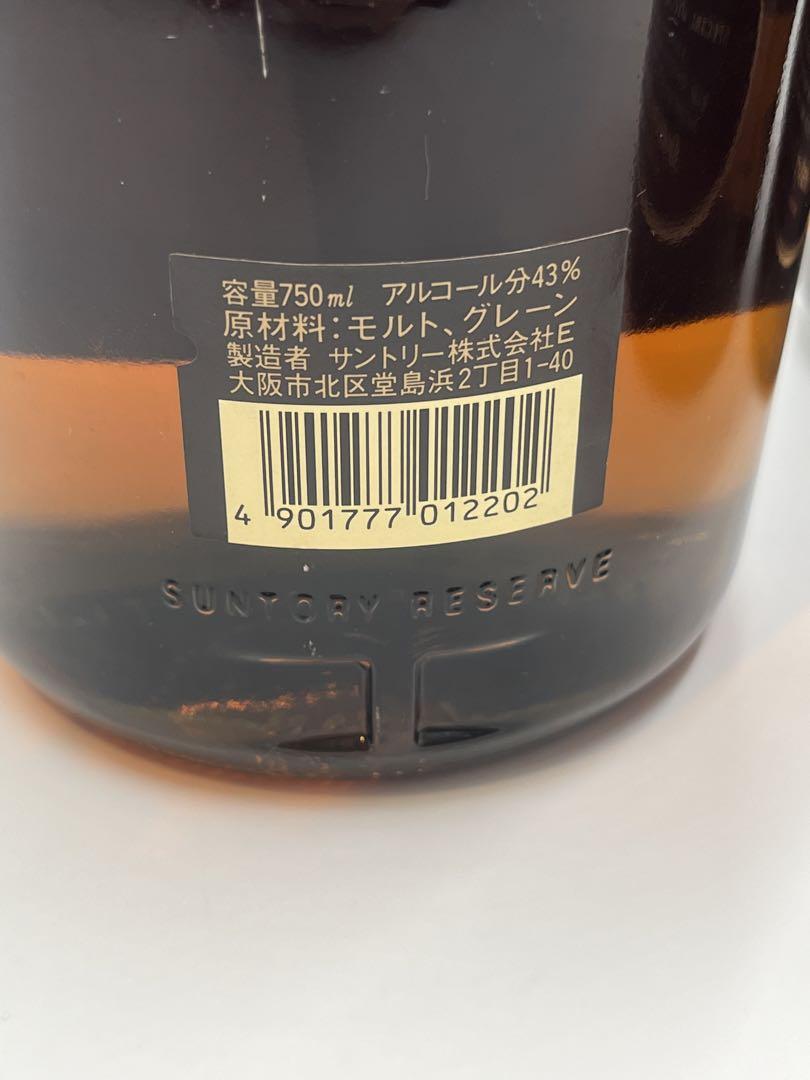 容量750ml アルコール分43%
原材料:モルト、グレーン
製造者 サントリー株式会社E
大阪市北区堂島浜2丁目1-40
4 901777 012202
SUNTORY RESERVE